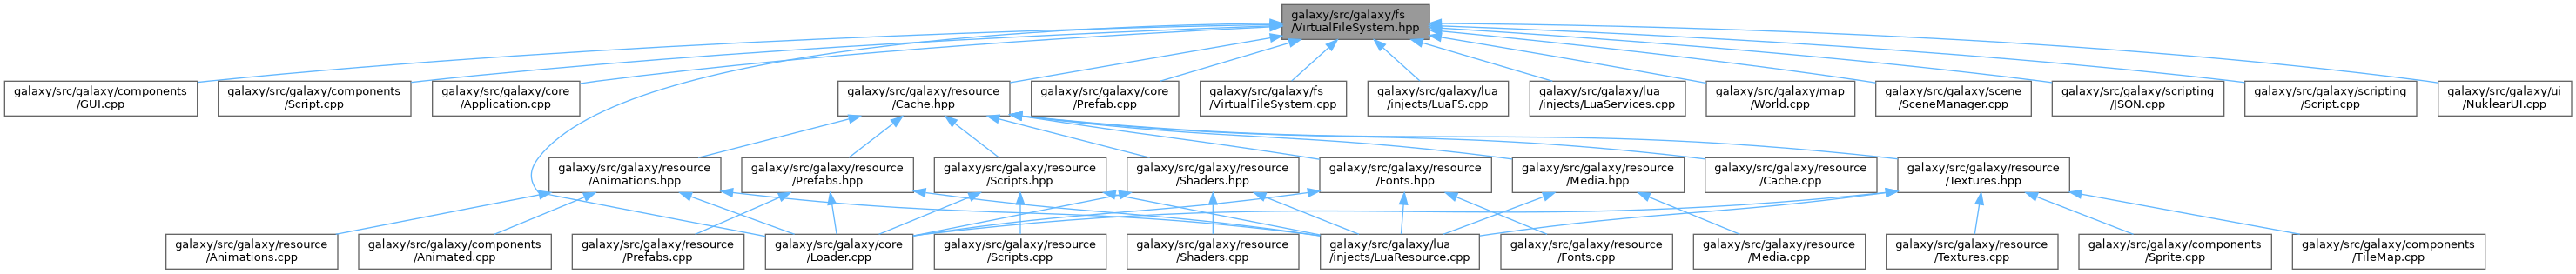 galaxy/src/galaxy/fs
/VirtualFileSystem.hpp
galaxy/src/galaxy/components
/GUI.cpp
galaxy/src/galaxy/components
/Script.cpp
galaxy/src/galaxy/core
/Application.cpp
galaxy/src/galaxy/resource
/Cache.hpp
galaxy/src/galaxy/core
/Prefab.cpp
galaxy/src/galaxy/fs
/VirtualFileSystem.cpp
galaxy/src/galaxy/lua
/injects/LuaFS.cpp
galaxy/src/galaxy/lua
/injects/LuaServices.cpp
galaxy/src/galaxy/map
/World.cpp
galaxy/src/galaxy/scene
/SceneManager.cpp
galaxy/src/galaxy/scripting
/JSON.cpp
galaxy/src/galaxy/scripting
/Script.cpp
galaxy/src/galaxy/ui
/NuklearUI.cpp
galaxy/src/galaxy/resource
/Animations.hpp
galaxy/src/galaxy/resource
/Prefabs.hpp
galaxy/src/galaxy/resource
/Scripts.hpp
galaxy/src/galaxy/resource
/Shaders.hpp
galaxy/src/galaxy/resource
/Fonts.hpp
galaxy/src/galaxy/resource
/Media.hpp
galaxy/src/galaxy/resource
/Cache.cpp
galaxy/src/galaxy/resource
/Textures.hpp
galaxy/src/galaxy/resource
/Animations.cpp
galaxy/src/galaxy/components
/Animated.cpp
galaxy/src/galaxy/resource
/Prefabs.cpp
galaxy/src/galaxy/core
/Loader.cpp
galaxy/src/galaxy/resource
/Scripts.cpp
galaxy/src/galaxy/resource
/Shaders.cpp
galaxy/src/galaxy/lua
/injects/LuaResource.cpp
galaxy/src/galaxy/resource
/Fonts.cpp
galaxy/src/galaxy/resource
/Media.cpp
galaxy/src/galaxy/resource
/Textures.cpp
galaxy/src/galaxy/components
/Sprite.cpp
galaxy/src/galaxy/components
/TileMap.cpp